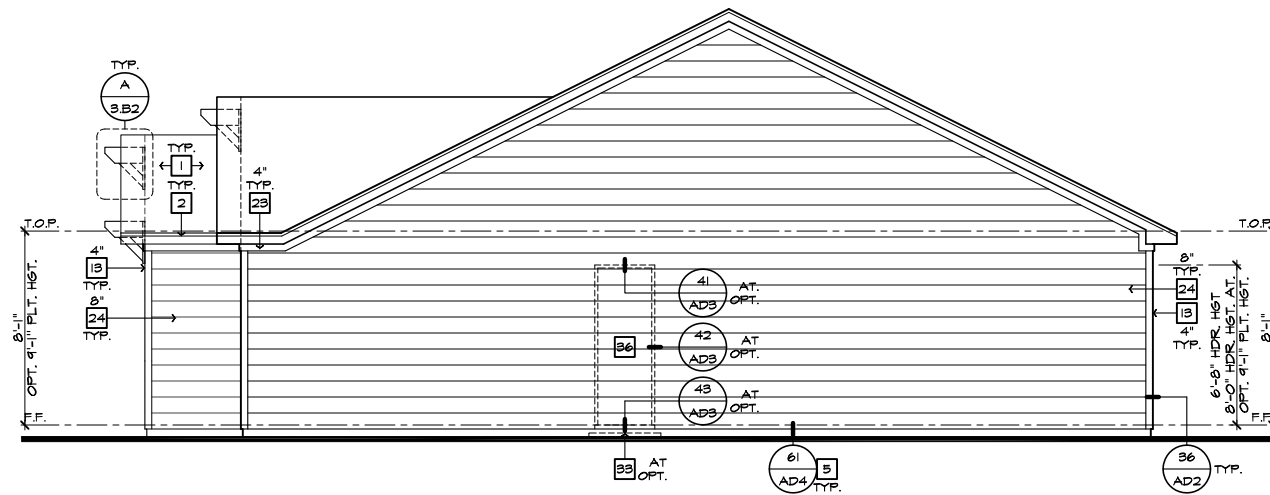 TYP.
A
3.B2
TYP.
1
TYP.
2
4"
TYP.
23
T.O.P.
T.O.P.
4"
13
TYP.
8"
24
TYP.
8'-1"
OPT. 9'-1" PLT. HGT.
F.F.
41
AD3
AT
OPT.
36
42
AD3
AT
OPT.
43
AD3
AT
OPT.
33
AT
OPT.
61
AD4
5
TYP.
8"
TYP.
24
13
4"
TYP.
6'-8" HDR. HGT
8'-0" HDR. HGT. AT.
OPT. 9'-1" PLT. HGT.
8'-1"
F.F.
36
AD2
TYP.